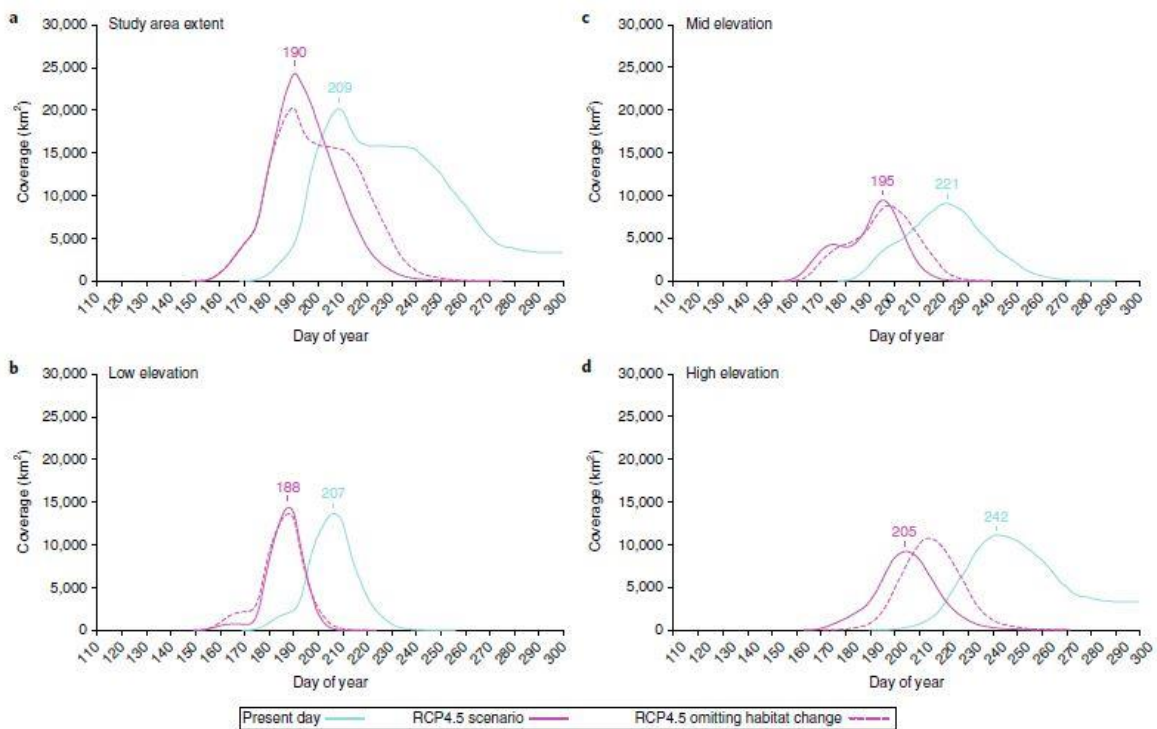 a
Study area extent
30,000
25,000
20,000
15,000
10,000
5,000
0
Coverage (km²)
190
209
110 120 130 140 150 160 170 180 190 200 210 220 230 240 250 260 270 280 290 300
Day of year
b
Low elevation
30,000
25,000
20,000
15,000
10,000
5,000
0
Coverage (km²)
188
207
110 120 130 140 150 160 170 180 190 200 210 220 230 240 250 260 270 280 290 300
Day of year
c
Mid elevation
30,000
25,000
20,000
15,000
10,000
5,000
0
Coverage (km²)
195
221
110 120 130 140 150 160 170 180 190 200 210 220 230 240 250 260 270 280 290 300
Day of year
d
High elevation
30,000
25,000
20,000
15,000
10,000
5,000
0
Coverage (km²)
205
242
110 120 130 140 150 160 170 180 190 200 210 220 230 240 250 260 270 280 290 300
Day of year
Present day RCP4.5 scenario RCP4.5 omitting habitat change